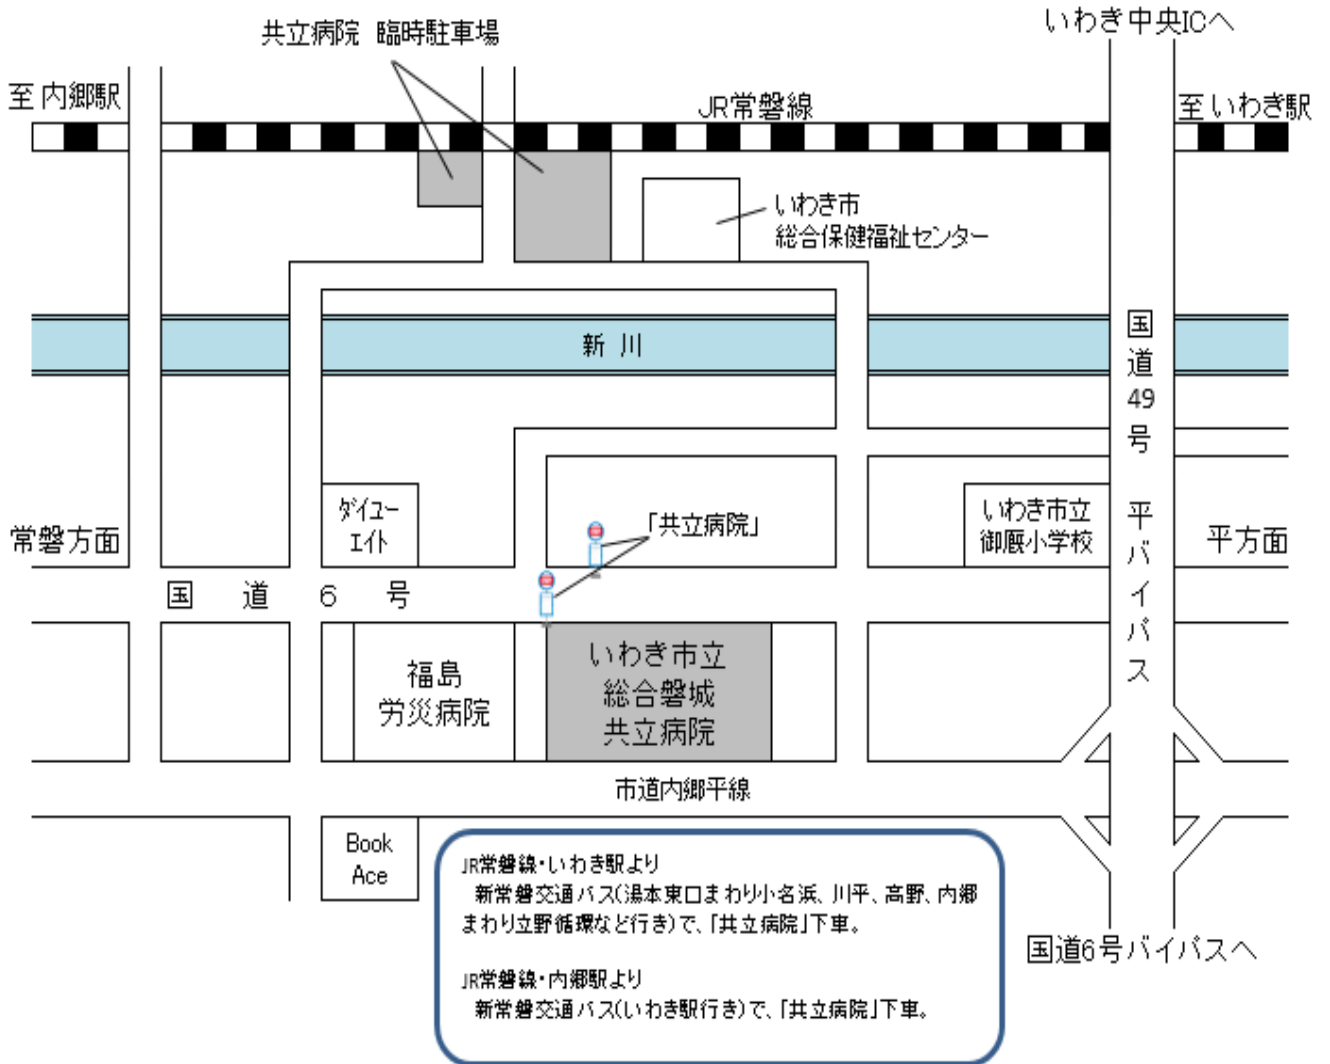 いわき中央ICへ
共立病院 臨時駐車場
至 内郷駅
JR常磐線
至 いわき駅
いわき市
総合保健福祉センター
新 川
国道49号 平バイパス
ダイユー
エイト
「共立病院」
いわき市立
御厩小学校
常磐方面
平方面
国 道 6 号
福島
労災病院
いわき市立
総合磐城
共立病院
市道内郷平線
Book
Ace
JR常磐線・いわき駅より
新常磐交通バス(湯本東口まわり小名浜、川平、高野、内郷
まわり立野循環など行き)で、「共立病院」下車。
JR常磐線・内郷駅より
新常磐交通バス(いわき駅行き)で、「共立病院」下車。
国道6号バイパスへ